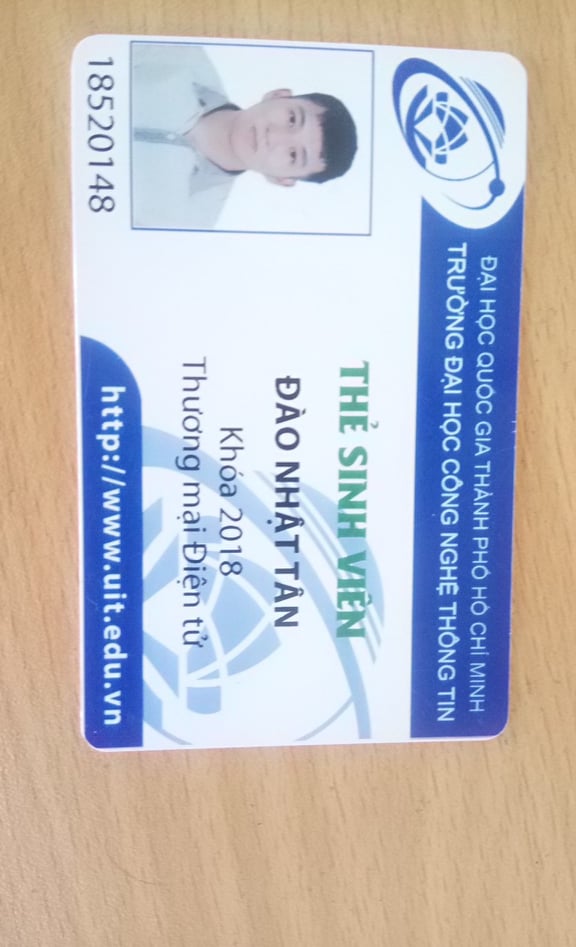 ĐẠI HỌC QUỐC GIA THÀNH PHỐ HỒ CHÍ MINH
TRƯỜNG ĐẠI HỌC CÔNG NGHỆ THÔNG TIN
THẺ SINH VIÊN
ĐÀO NHẬT TÂN
Khóa 2018
Thương mại Điện tử
18520148
http://www.uit.edu.vn